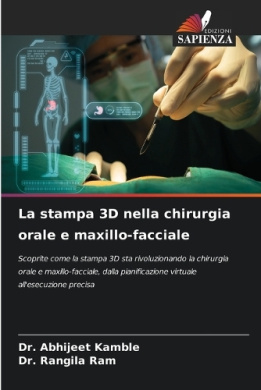 EDIZIONI
SAPIENZA
La stampa 3D nella chirurgia
orale e maxillo-facciale
Scoprite come la stampa 3D sta rivoluzionando la chirurgia
orale e maxillo-facciale, dalla pianificazione virtuale
all'esecuzione precisa
Dr. Abhijeet Kamble
Dr. Rangila Ram